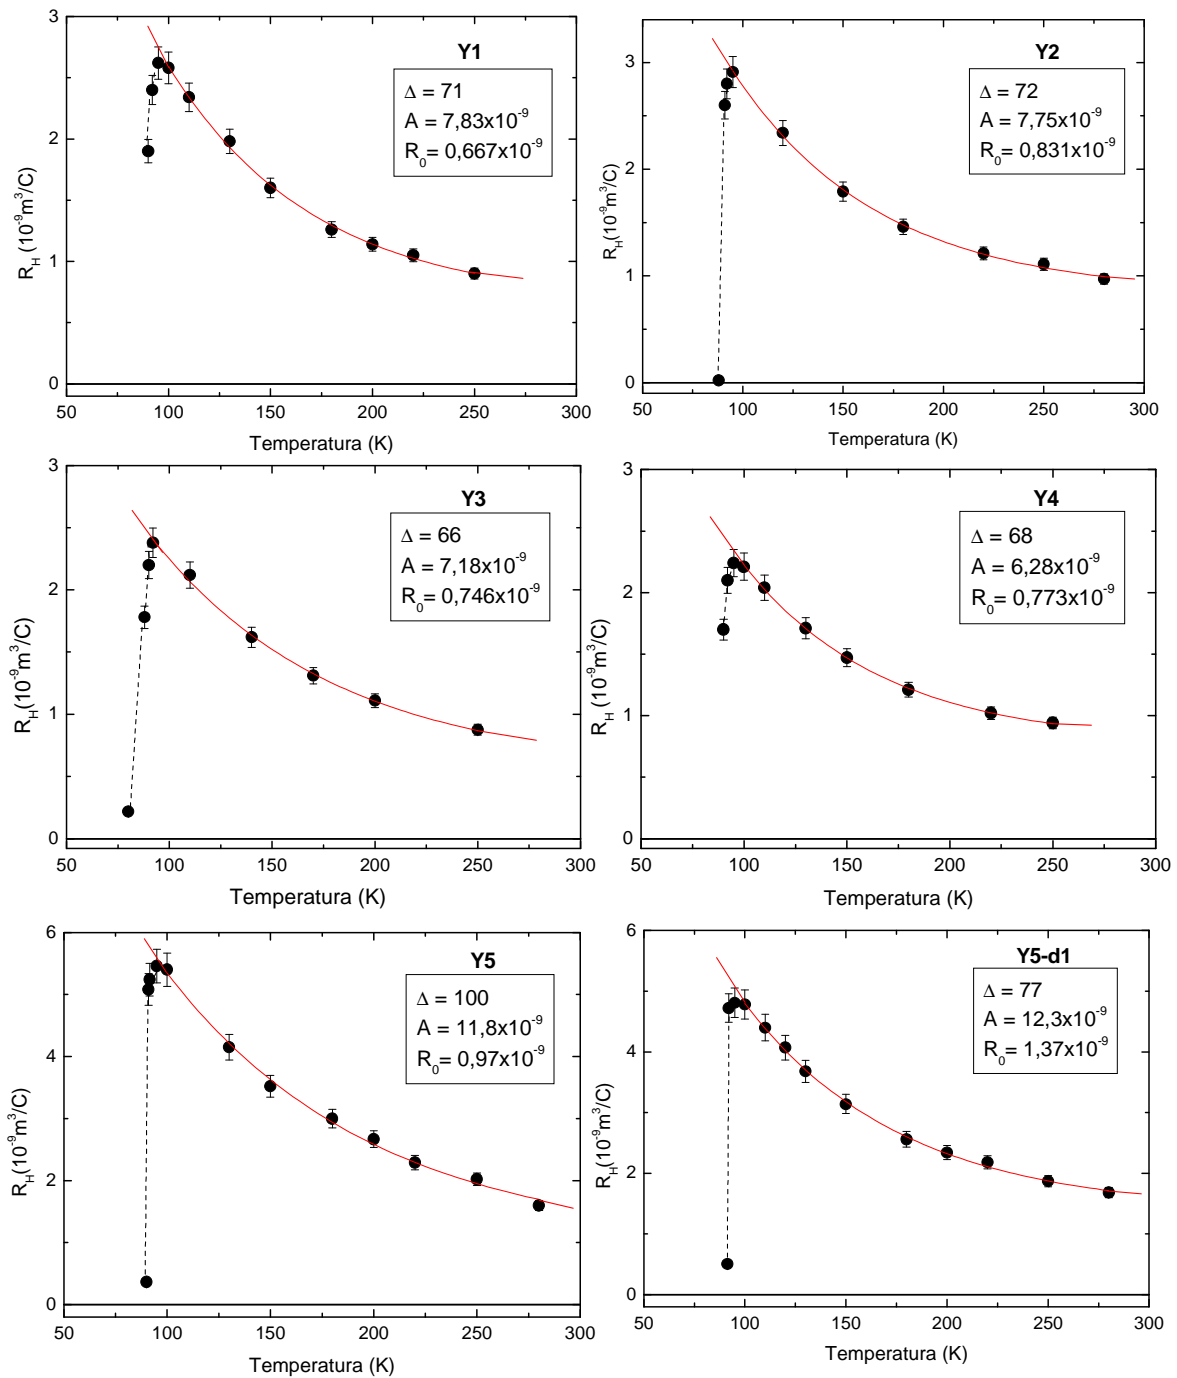 Y1
Δ = 71
A = 7,83x10⁻⁹
R₀= 0,667x10⁻⁹
R_H (10⁻⁹m³/C)
3
2
1
0
50 100 150 200 250 300
Temperatura (K)
Y2
Δ = 72
A = 7,75x10⁻⁹
R₀= 0,831x10⁻⁹
R_H(10⁻⁹m³/C)
3
2
1
0
50 100 150 200 250 300
Temperatura (K)
Y3
Δ = 66
A = 7,18x10⁻⁹
R₀= 0,746x10⁻⁹
R_H(10⁻⁹m³/C)
3
2
1
0
50 100 150 200 250 300
Temperatura (K)
Y4
Δ = 68
A = 6,28x10⁻⁹
R₀= 0,773x10⁻⁹
R_H(10⁻⁹m³/C)
3
2
1
0
50 100 150 200 250 300
Temperatura (K)
Y5
Δ = 100
A = 11,8x10⁻⁹
R₀= 0,97x10⁻⁹
R_H(10⁻⁹m³/C)
6
4
2
0
50 100 150 200 250 300
Temperatura (K)
Y5-d1
Δ = 77
A = 12,3x10⁻⁹
R₀= 1,37x10⁻⁹
R_H(10⁻⁹m³/C)
6
4
2
0
50 100 150 200 250 300
Temperatura (K)